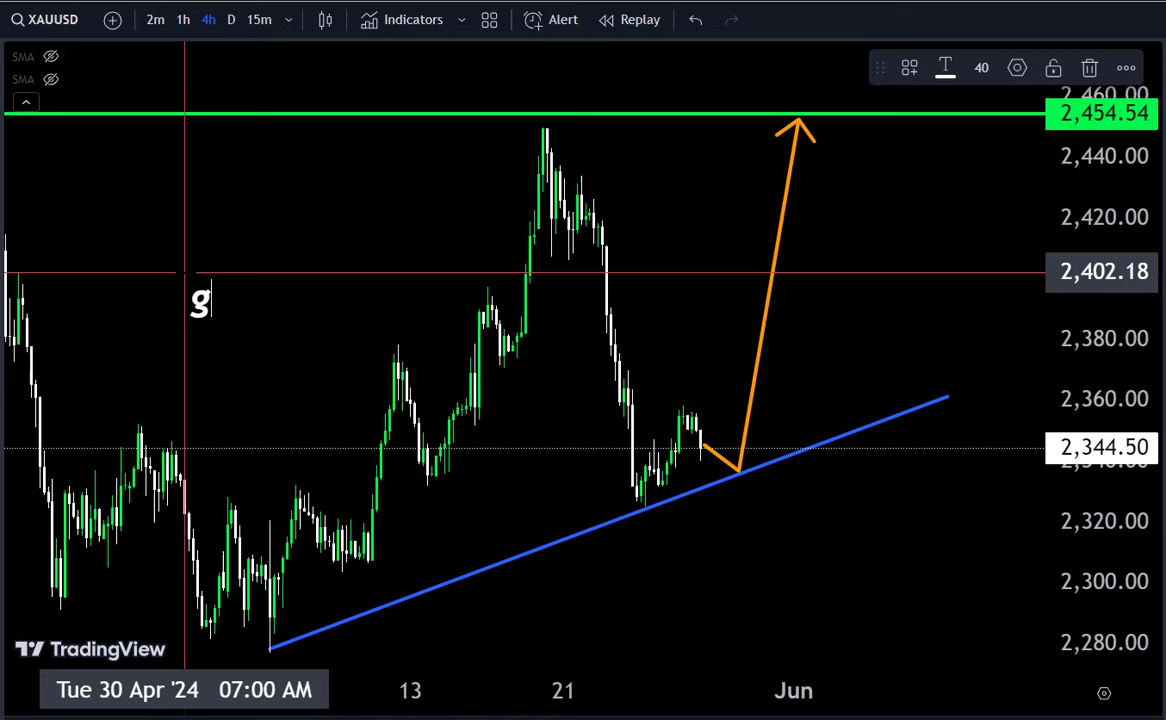 XAUUSD 2m 1h 4h D 15m Indicators Alert Replay
SMA
SMA
40
2,460.00
2,454.54
2,440.00
2,420.00
2,402.18
g
2,380.00
2,360.00
2,344.50
2,320.00
2,300.00
2,280.00
TradingView
Tue 30 Apr '24 07:00 AM 13 21 Jun